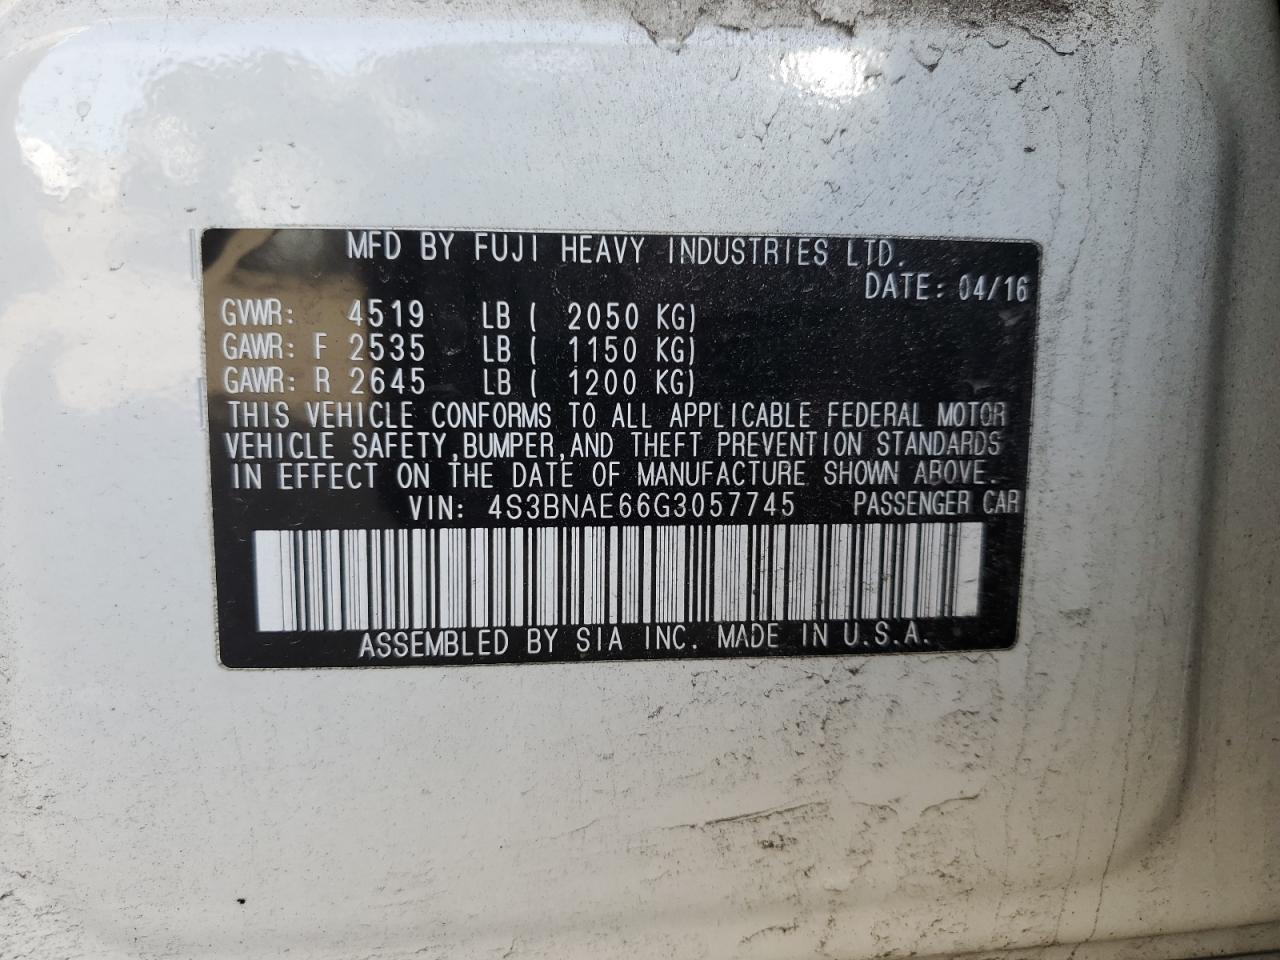 MFD BY FUJI HEAVY INDUSTRIES LTD.
DATE: 04/16
GVWR: 4519 LB ( 2050 KG)
GAWR: F 2535 LB ( 1150 KG)
GAWR: R 2645 LB ( 1200 KG)
THIS VEHICLE CONFORMS TO ALL APPLICABLE FEDERAL MOTOR
VEHICLE SAFETY,BUMPER,AND THEFT PREVENTION STANDARDS
IN EFFECT ON THE DATE OF MANUFACTURE SHOWN ABOVE.
VIN: 4S3BNAE66G3057745 PASSENGER CAR
ASSEMBLED BY SIA INC. MADE IN U.S.A.